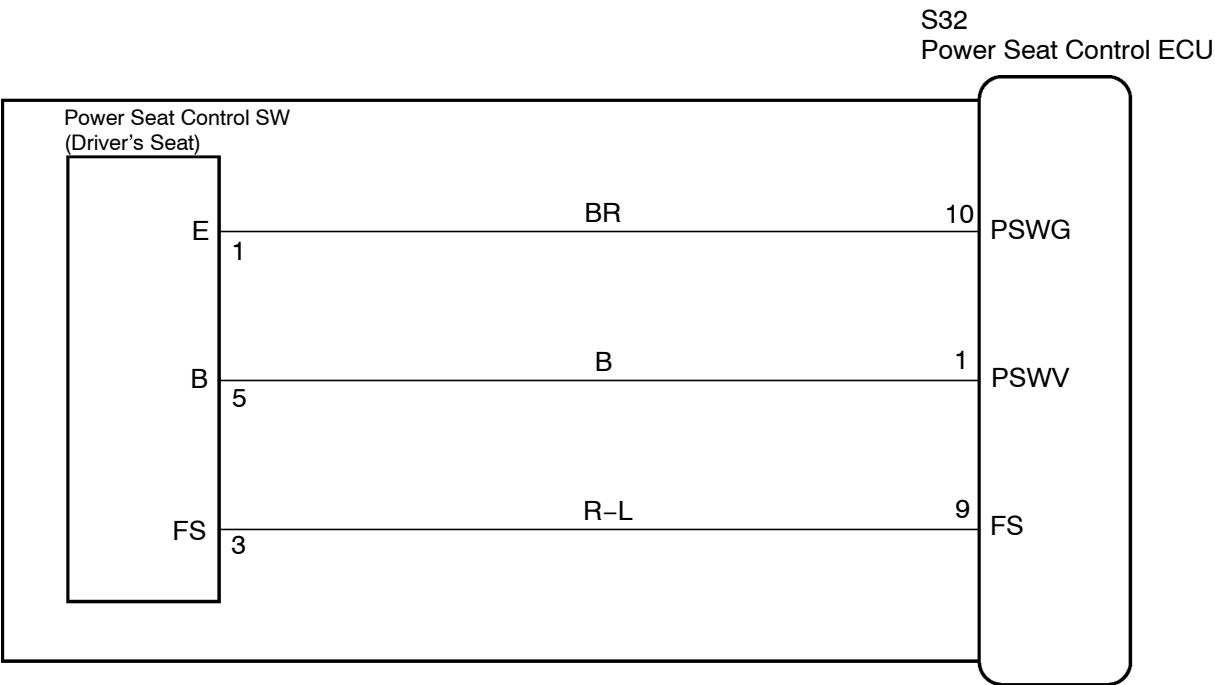 S32
Power Seat Control ECU
Power Seat Control SW
(Driver’s Seat)
E
1
BR
10
PSWG
B
5
B
1
PSWV
FS
3
R−L
9
FS